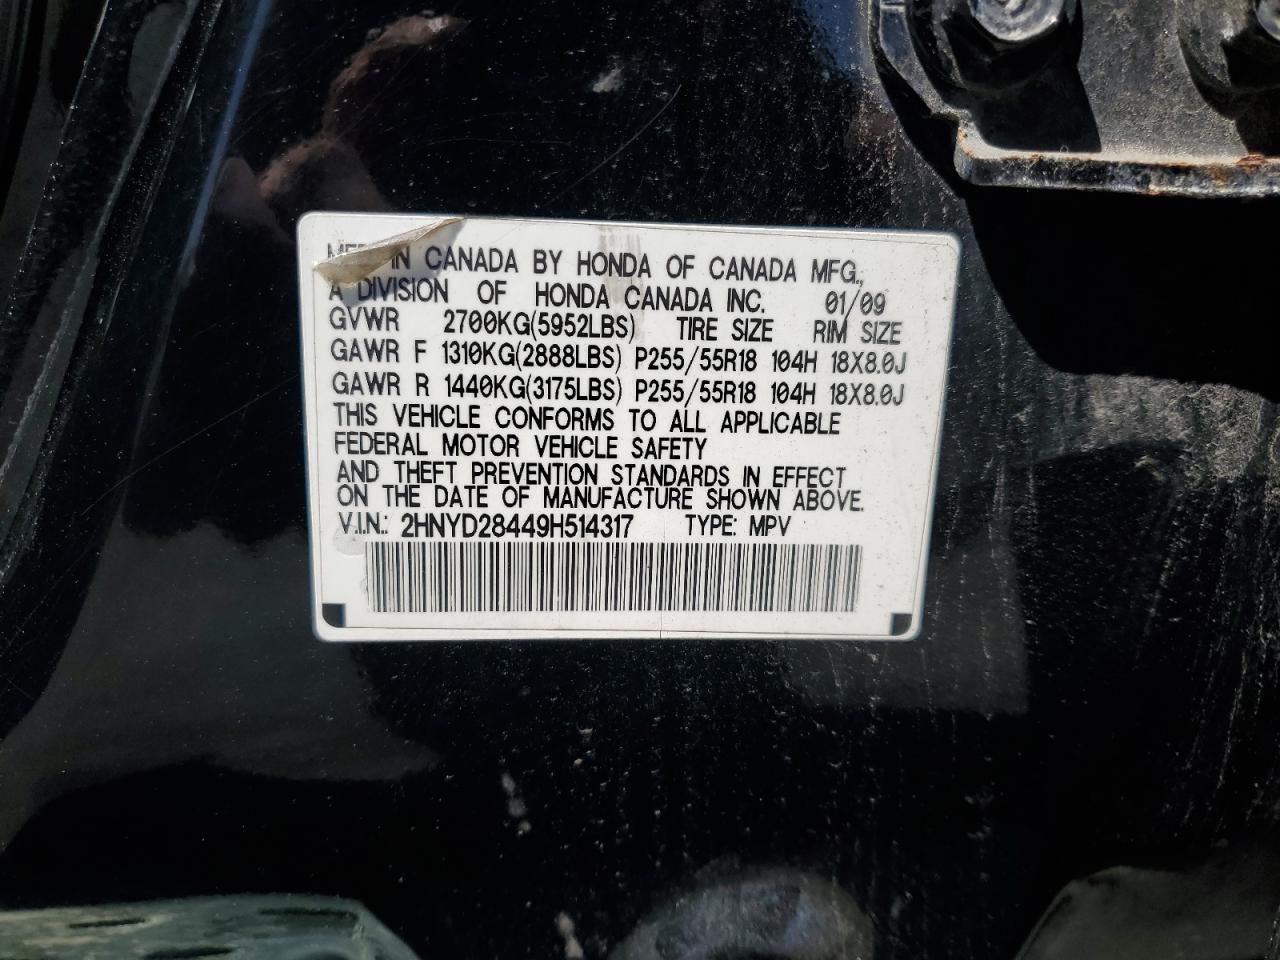 IN CANADA BY HONDA OF CANADA MFG.,
A DIVISION OF HONDA CANADA INC. 01/09
GVWR 2700KG(5952LBS) TIRE SIZE RIM SIZE
GAWR F 1310KG(2888LBS) P255/55R18 104H 18X8.0J
GAWR R 1440KG(3175LBS) P255/55R18 104H 18X8.0J
THIS VEHICLE CONFORMS TO ALL APPLICABLE
FEDERAL MOTOR VEHICLE SAFETY
AND THEFT PREVENTION STANDARDS IN EFFECT
ON THE DATE OF MANUFACTURE SHOWN ABOVE.
V.I.N.: 2HNYD28449H514317 TYPE: MPV